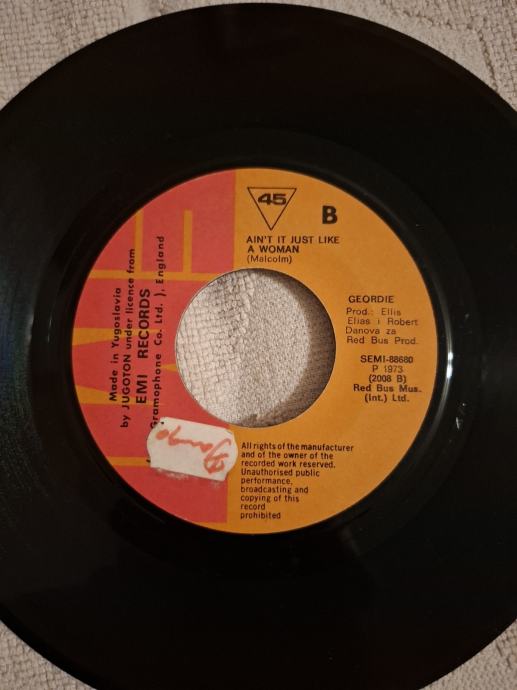 45
B
AIN'T IT JUST LIKE
A WOMAN
(Malcolm)
GEORDIE
Prod.: Ellis
Elias i Robert
Danova za
Red Bus Prod.
SEMI-88680
P 1973
(2008 B)
Red Bus Mus.
(Int.) Ltd.
All rights of the manufacturer
and of the owner of the
recorded work reserved.
Unauthorised public
performance,
broadcasting and
copying of this
record
prohibited
Made in Yugoslavia
by JUGOTON under licence from
EMI RECORDS
Gramophone Co. Ltd. ), England